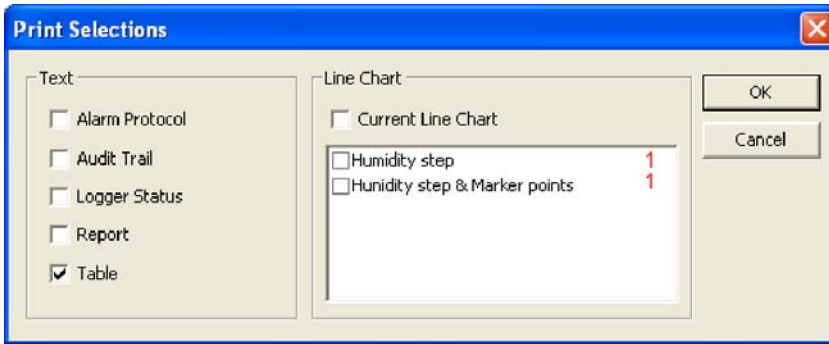 Print Selections
Text
Alarm Protocol
Audit Trail
Logger Status
Report
Table
Line Chart
Current Line Chart
Humidity step 1
Hunidity step & Marker points 1
OK
Cancel